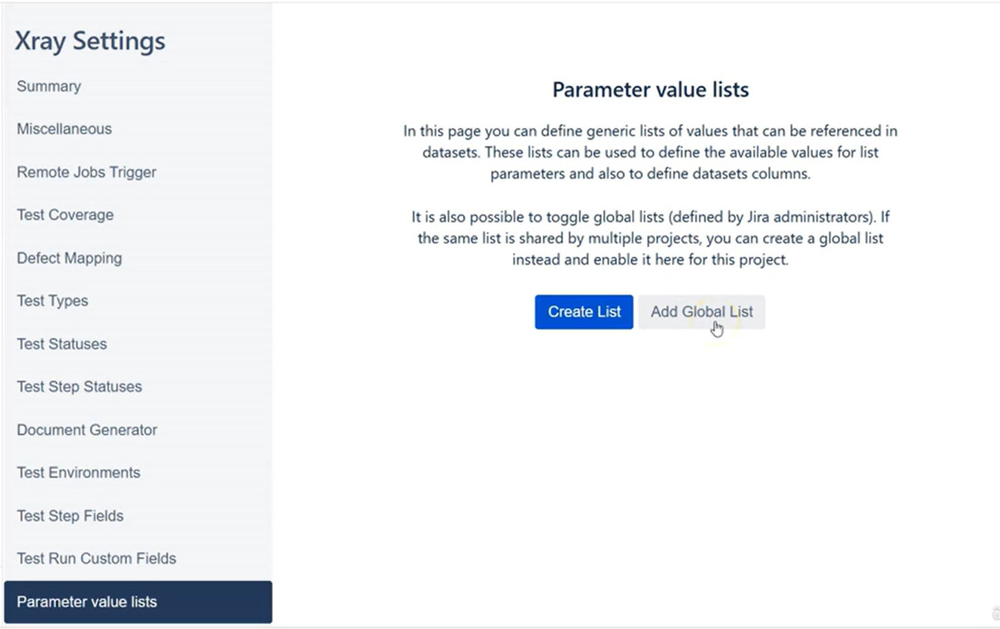 Xray Settings
Summary
Miscellaneous
Remote Jobs Trigger
Test Coverage
Defect Mapping
Test Types
Test Statuses
Test Step Statuses
Document Generator
Test Environments
Test Step Fields
Test Run Custom Fields
Parameter value lists
Parameter value lists
In this page you can define generic lists of values that can be referenced in
datasets. These lists can be used to define the available values for list
parameters and also to define datasets columns.
It is also possible to toggle global lists (defined by Jira administrators). If
the same list is shared by multiple projects, you can create a global list
instead and enable it here for this project.
Create List
Add Global List